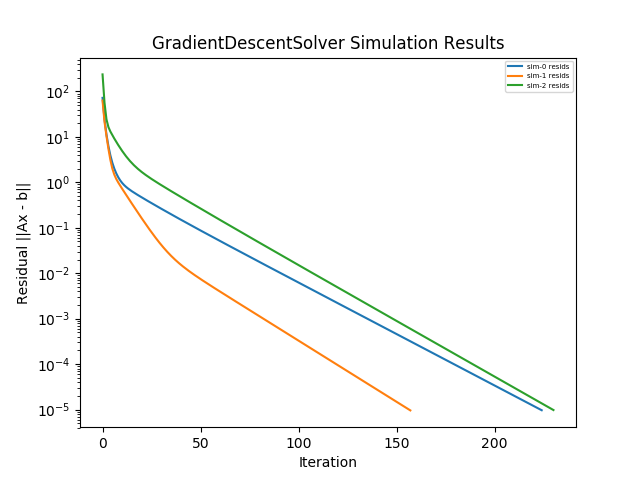 GradientDescentSolver Simulation Results
sim-0 resids
sim-1 resids
sim-2 resids
Residual ||Ax - b||
10²
10¹
10⁰
10⁻¹
10⁻²
10⁻³
10⁻⁴
10⁻⁵
0 50 100 150 200
Iteration